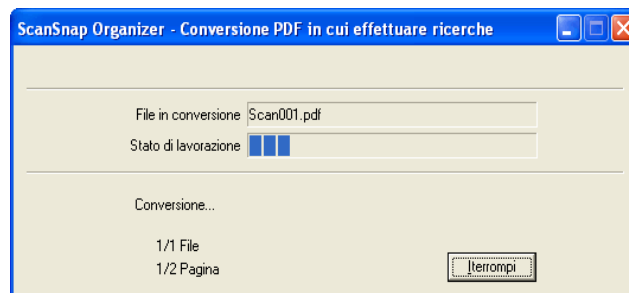 ScanSnap Organizer - Conversione PDF in cui effettuare ricerche
File in conversione Scan001.pdf
Stato di lavorazione
Conversione...
1/1 File
1/2 Pagina
Iterrompi